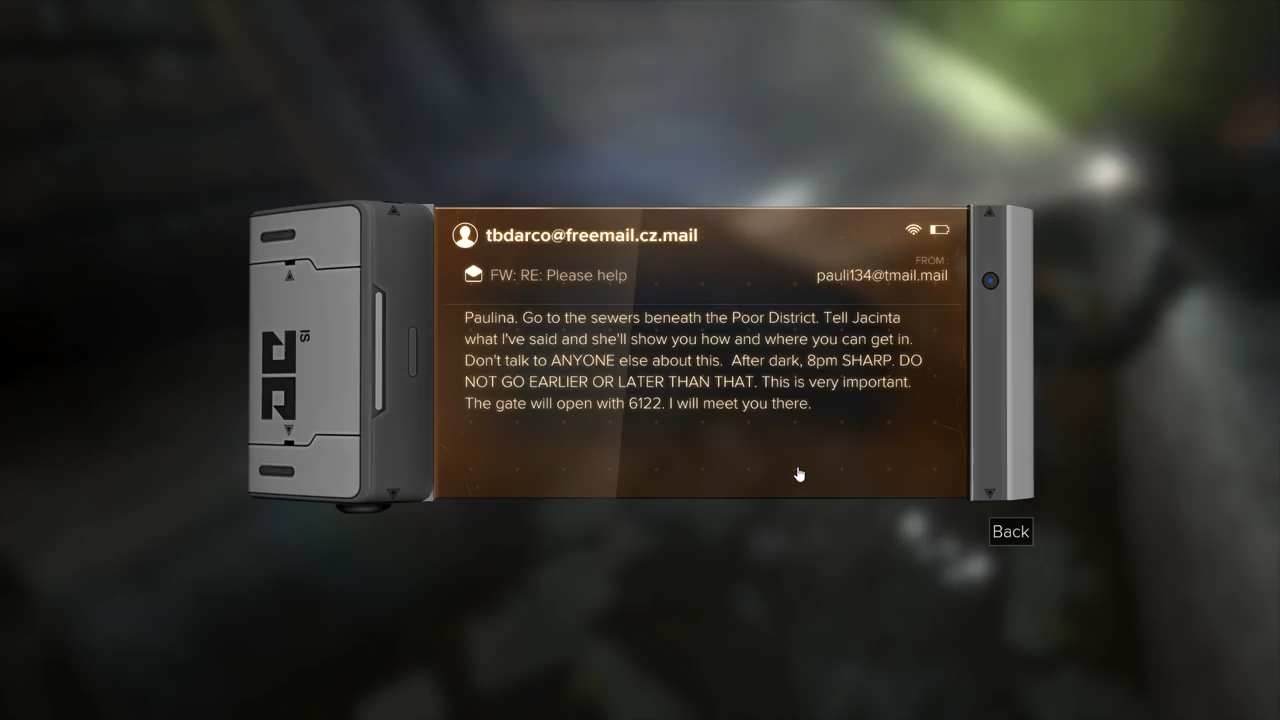 tbdarco@freemail.cz.mail
FROM :
FW: RE: Please help
pauli134@tmail.mail
Paulina. Go to the sewers beneath the Poor District. Tell Jacinta
what I've said and she'll show you how and where you can get in.
Don't talk to ANYONE else about this.  After dark, 8pm SHARP. DO
NOT GO EARLIER OR LATER THAN THAT. This is very important.
The gate will open with 6122. I will meet you there.
Back
IS